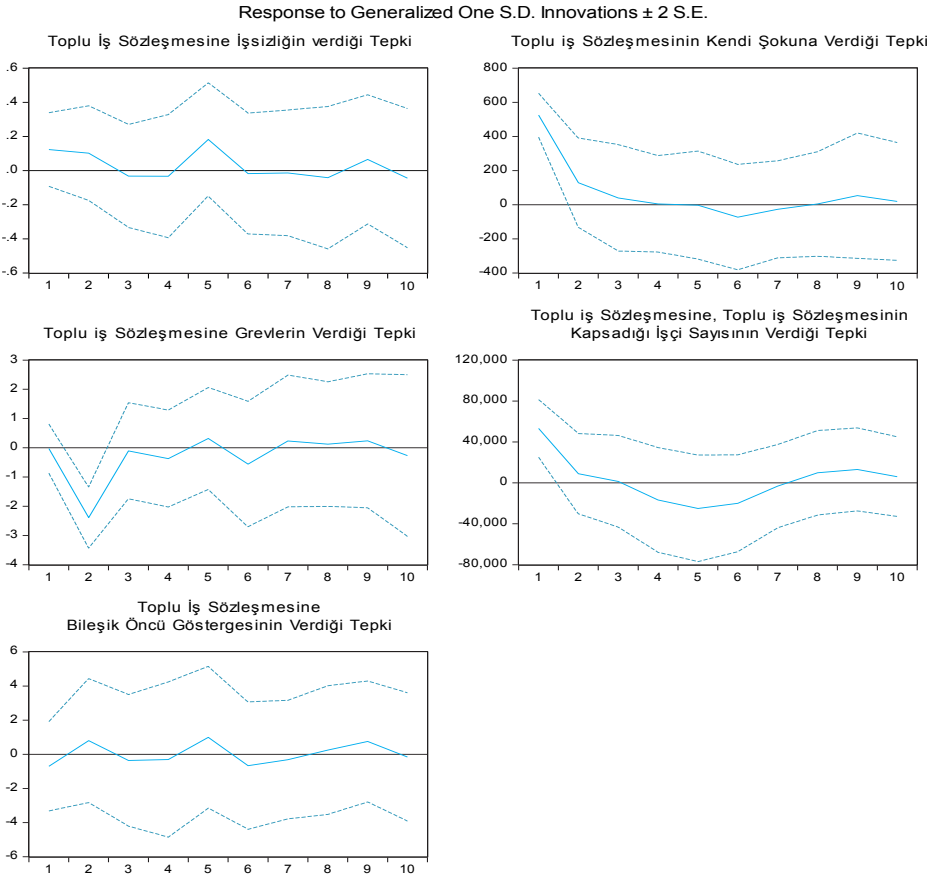 Response to Generalized One S.D. Innovations ± 2 S.E.
Toplu İş Sözleşmesine İşsizliğin verdiği Tepki
.6
.4
.2
.0
-.2
-.4
-.6
1 2 3 4 5 6 7 8 9 10
Toplu iş Sözleşmesinin Kendi Şokuna Verdiği Tepki
800
600
400
200
0
-200
-400
1 2 3 4 5 6 7 8 9 10
Toplu iş Sözleşmesine Grevlerin Verdiği Tepki
3
2
1
0
-1
-2
-3
-4
1 2 3 4 5 6 7 8 9 10
Toplu iş Sözleşmesine, Toplu iş Sözleşmesinin
Kapsadığı İşçi Sayısının Verdiği Tepki
120,000
80,000
40,000
0
-40,000
-80,000
1 2 3 4 5 6 7 8 9 10
Toplu İş Sözleşmesine
Bileşik Öncü Göstergesinin Verdiği Tepki
6
4
2
0
-2
-4
-6
1 2 3 4 5 6 7 8 9 10